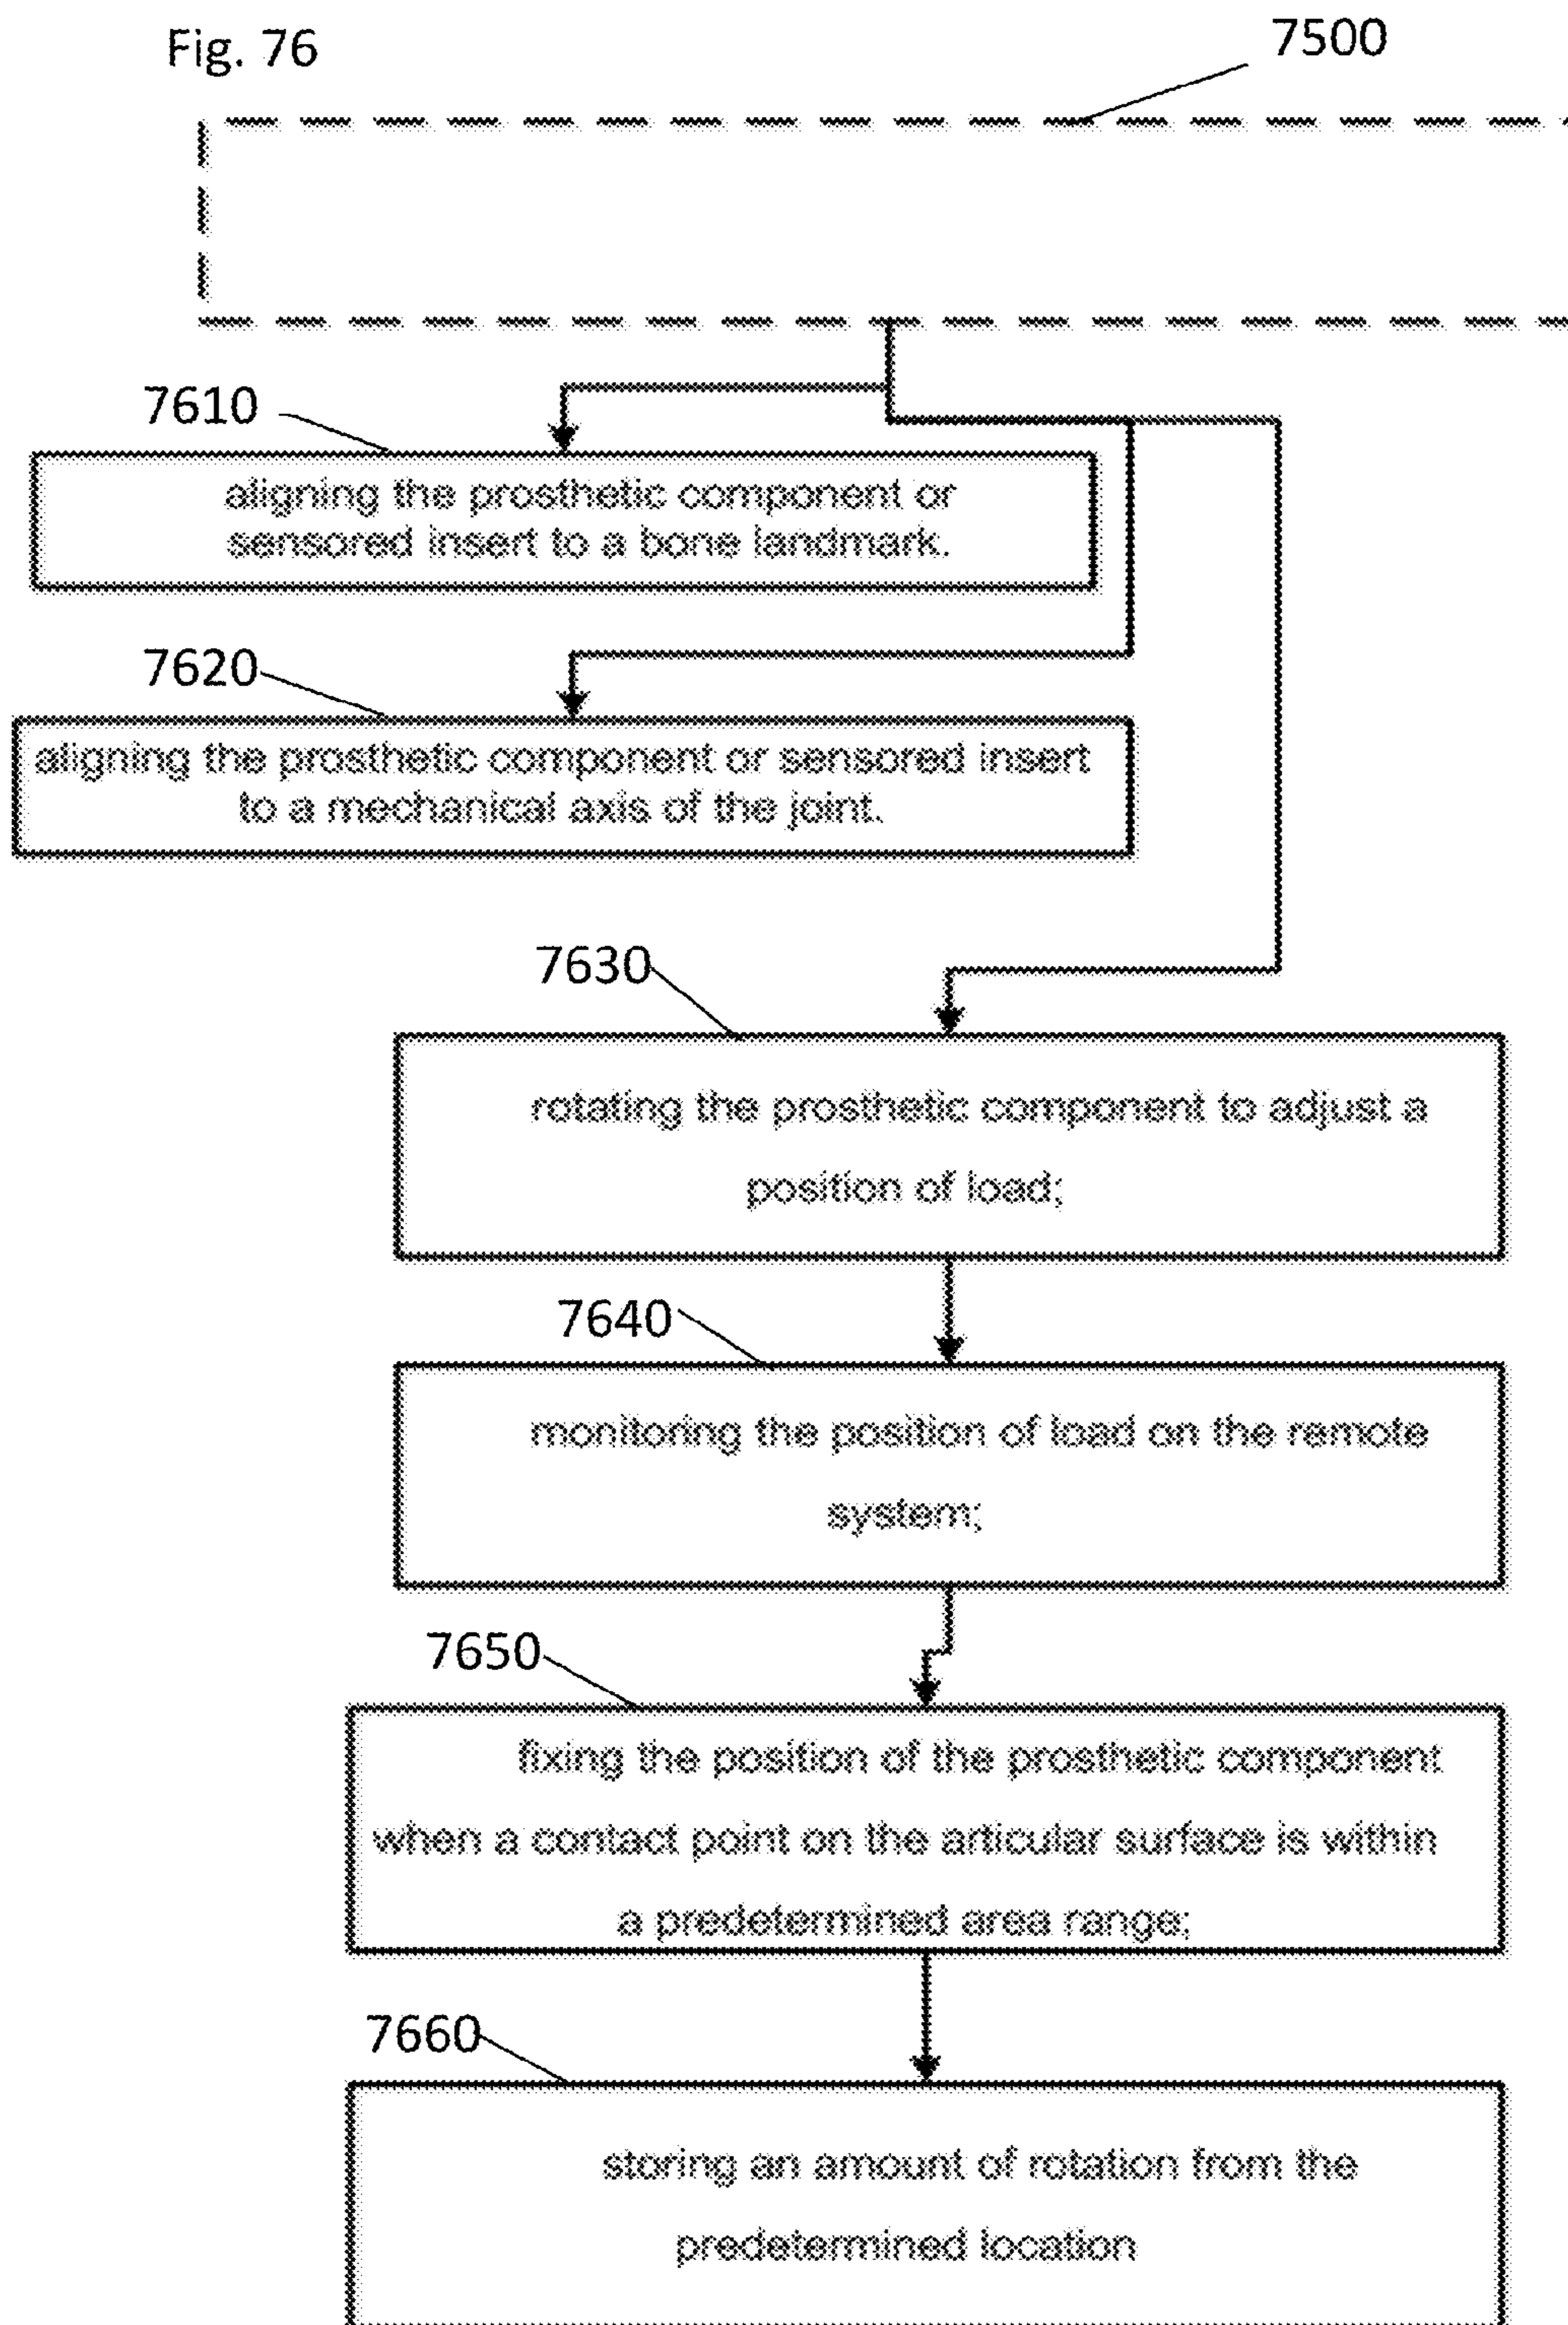 Fig. 76
7500
7610
aligning the prosthetic component or
sensored insert to a bone landmark.
7620
aligning the prosthetic component or sensored insert
to a mechanical axis of the joint.
7630
rotating the prosthetic component to adjust a
position of load;
7640
monitoring the position of load on the remote
system;
7650
fixing the position of the prosthetic component
when a contact point on the articular surface is within
a predetermined area range;
7660
storing an amount of rotation from the
predetermined location